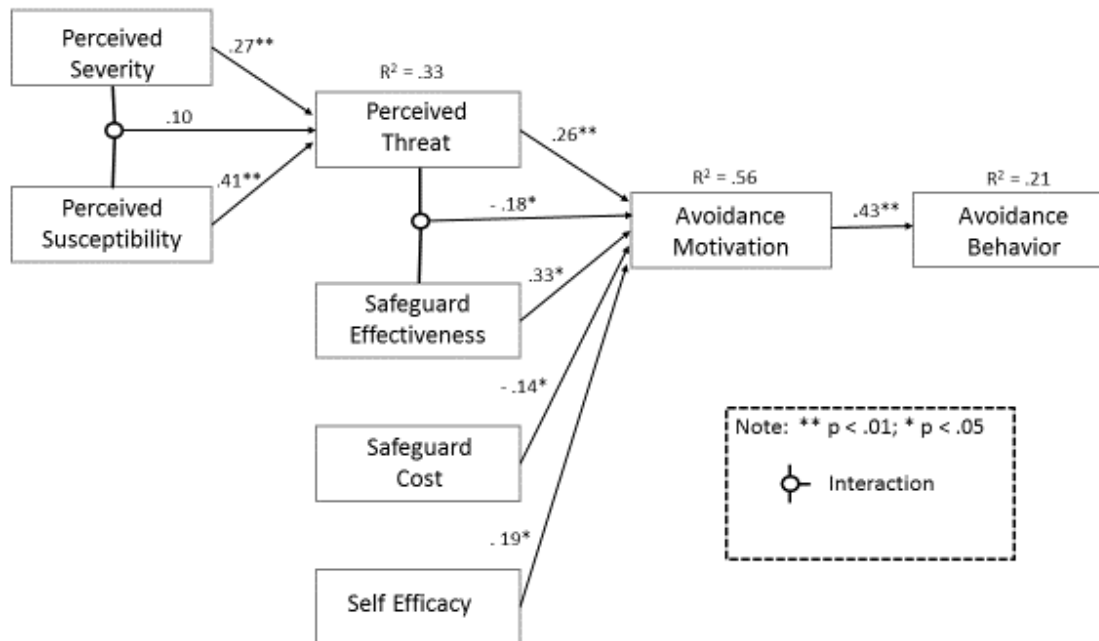 Perceived
Severity
.27**
R² = .33
.10
Perceived
Threat
.26**
.41**
Perceived
Susceptibility
- .18*
R² = .56
Avoidance
Motivation
.43**
R² = .21
Avoidance
Behavior
.33*
Safeguard
Effectiveness
- .14*
Safeguard
Cost
. 19*
Self Efficacy
Note: ** p < .01; * p < .05
Interaction